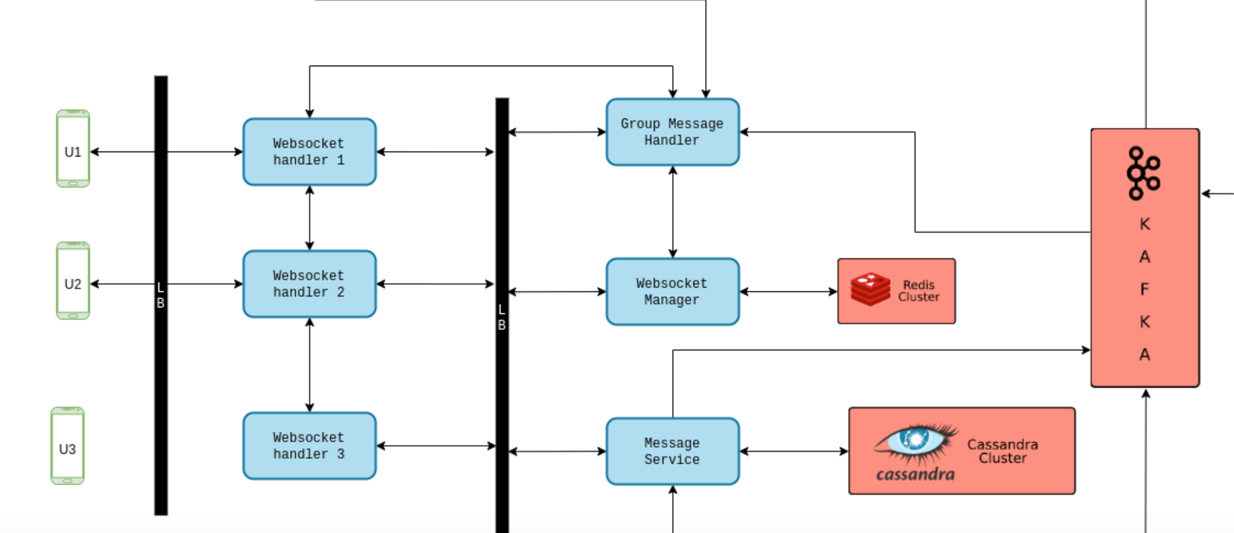 U1
U2
U3
L
B
Websocket
handler 1
Websocket
handler 2
Websocket
handler 3
L
B
Group Message
Handler
Websocket
Manager
Message
Service
Redis
Cluster
cassandra
Cassandra
Cluster
K
A
F
K
A